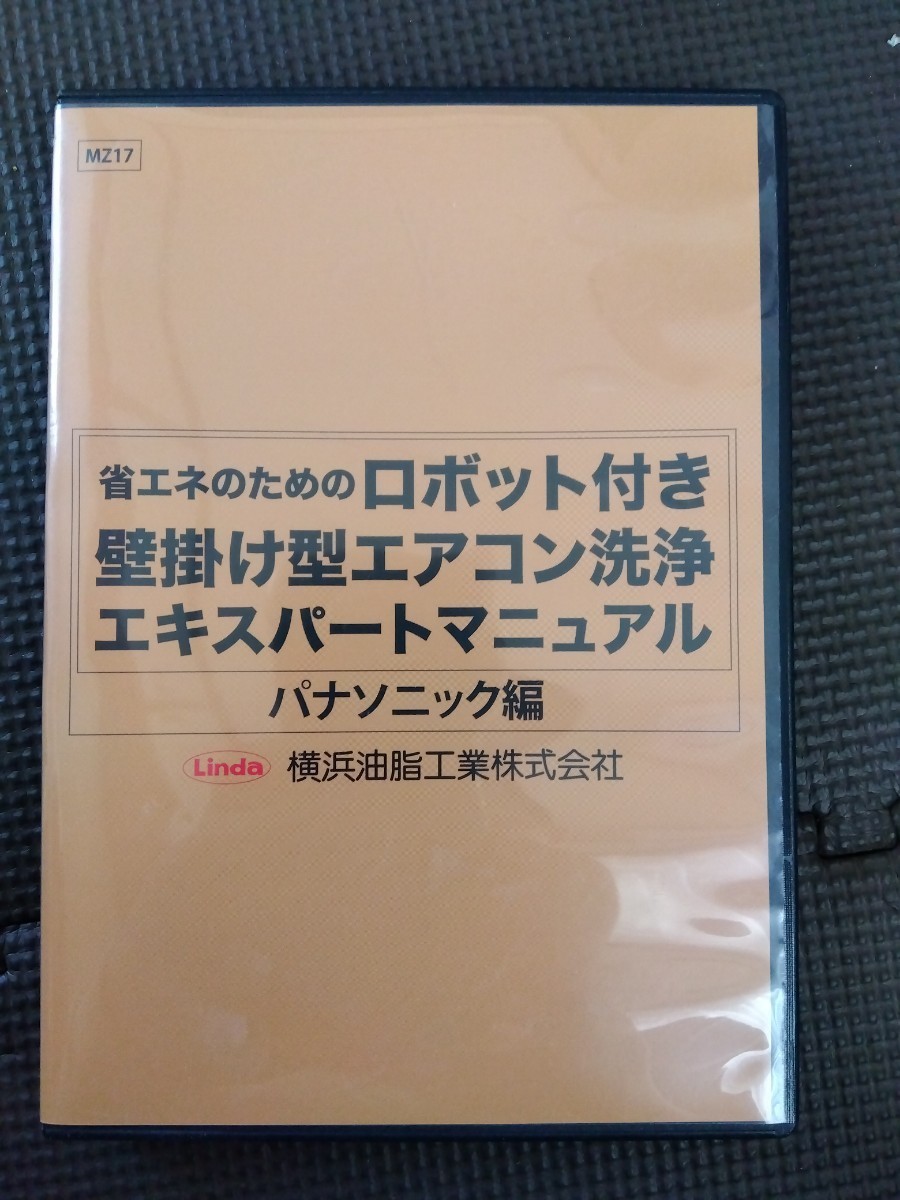 MZ17
省エネのためのロボット付き
壁掛け型エアコン洗浄
エキスパートマニュアル
パナソニック編
Linda 横浜油脂工業株式会社